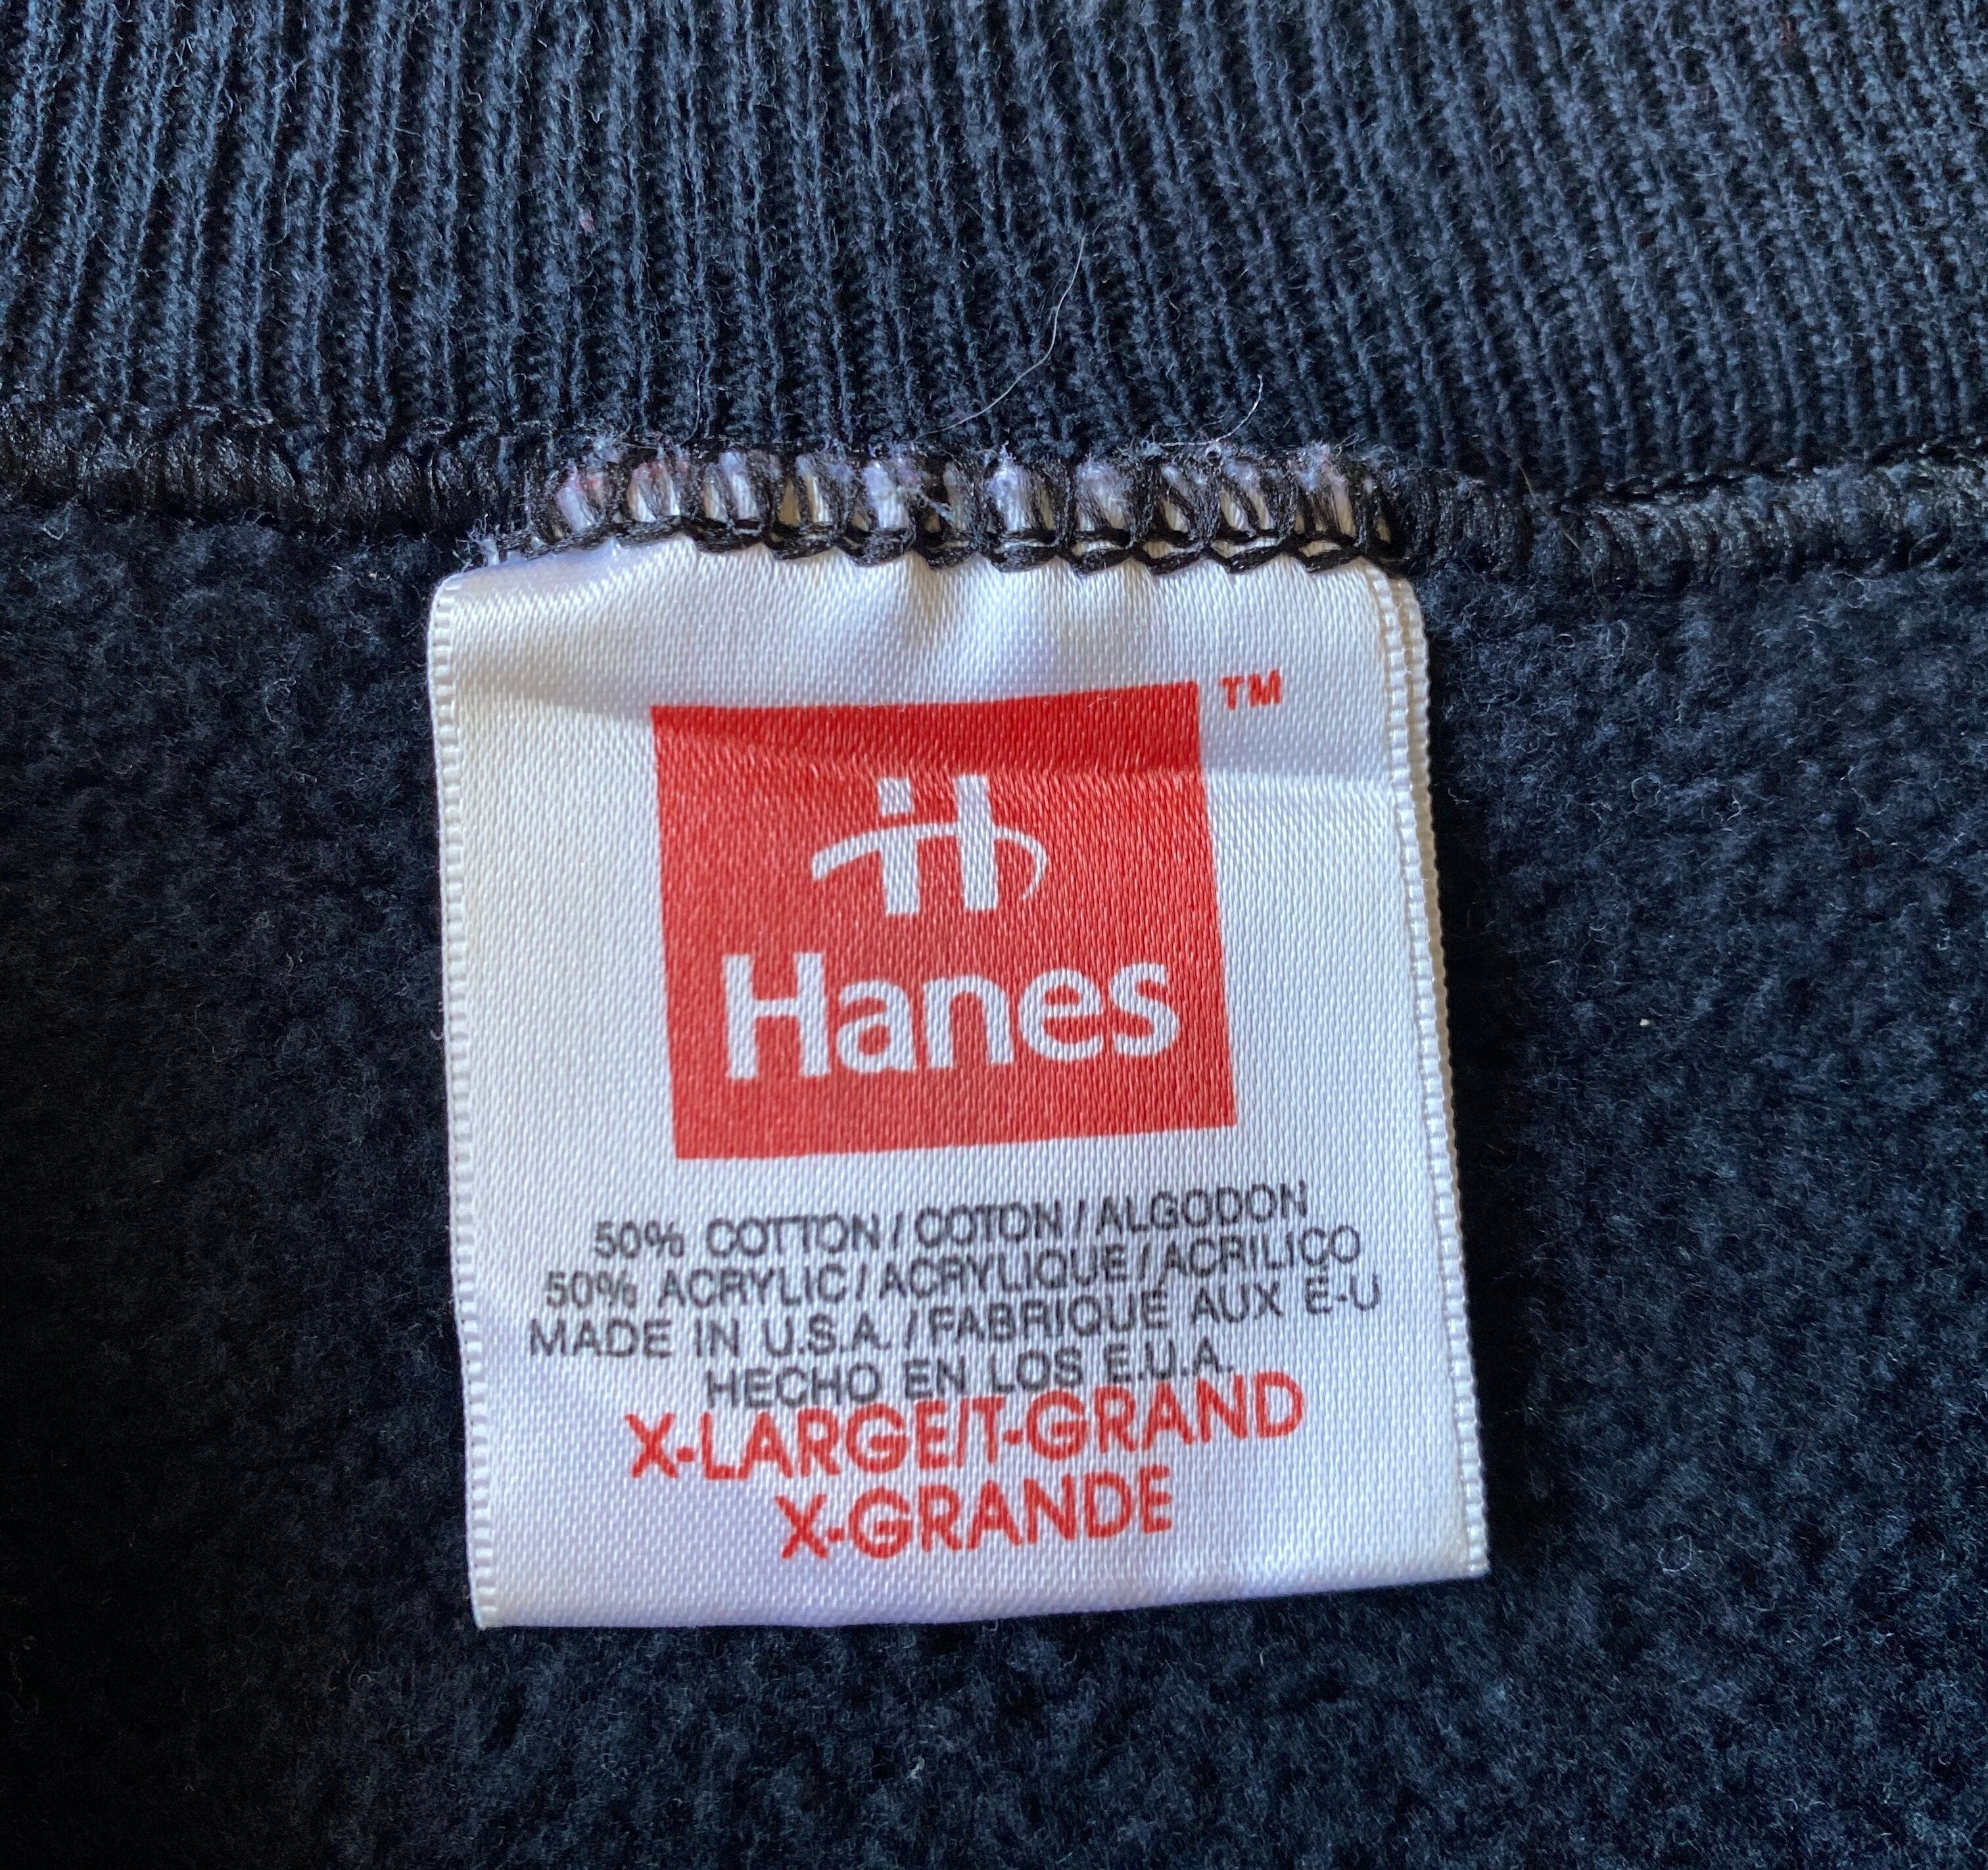 TM
Hanes
50% COTTON/COTON/ALGODON
50% ACRYLIC/ACRYLIQUE/ACRILICO
MADE IN U.S.A./FABRIQUÉ AUX É-U
HECHO EN LOS E.U.A.
X-LARGE/T-GRAND
X-GRANDE